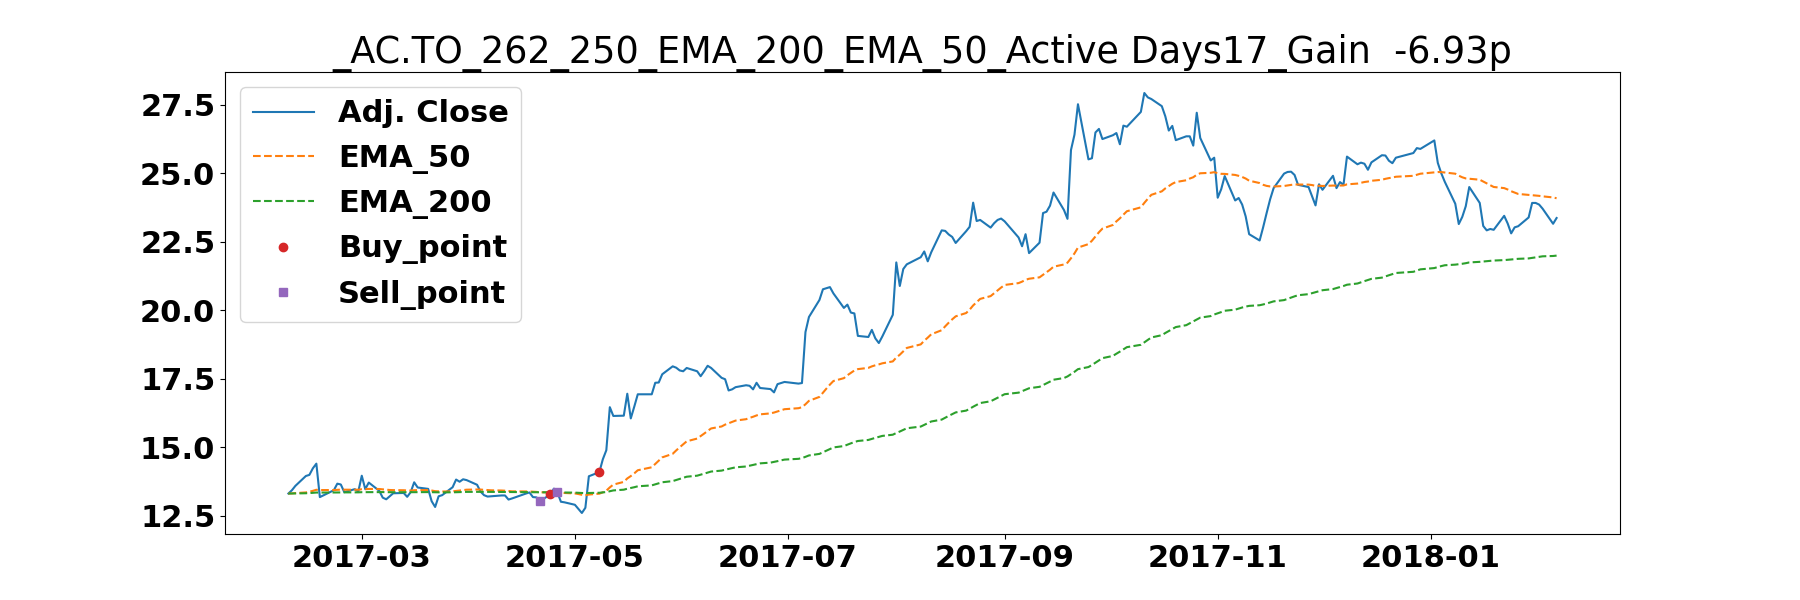 _AC.TO_262_250_EMA_200_EMA_50_Active Days17_Gain  -6.93p
Adj. Close
EMA_50
EMA_200
Buy_point
Sell_point
27.5
25.0
22.5
20.0
17.5
15.0
12.5
2017-03 2017-05 2017-07 2017-09 2017-11 2018-01